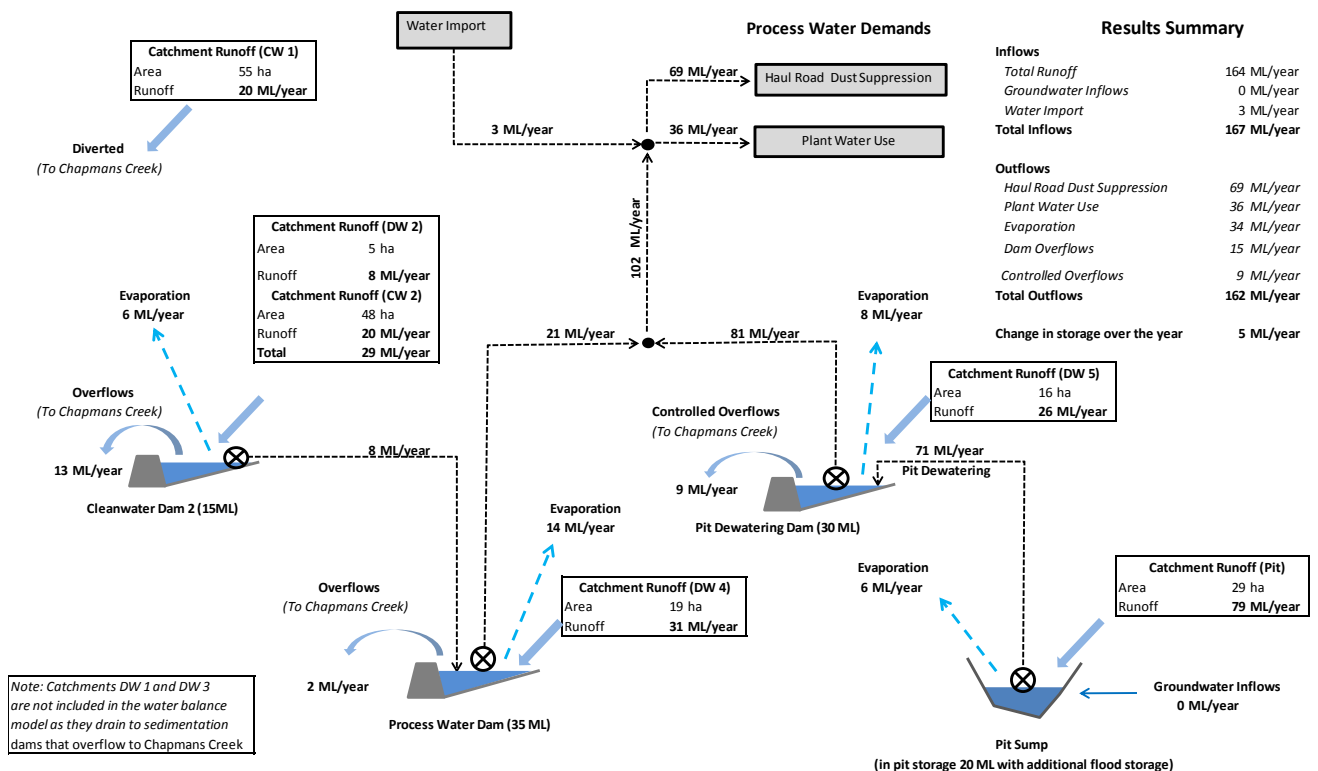 Water Import
Process Water Demands
Results Summary
Catchment Runoff (CW 1)
Area 55 ha
Runoff 20 ML/year
Diverted
(To Chapmans Creek)
3 ML/year
69 ML/year
Haul Road Dust Suppression
36 ML/year
Plant Water Use
102 ML/year
Inflows
Total Runoff 164 ML/year
Groundwater Inflows 0 ML/year
Water Import 3 ML/year
Total Inflows 167 ML/year
Outflows
Haul Road Dust Suppression 69 ML/year
Plant Water Use 36 ML/year
Evaporation 34 ML/year
Dam Overflows 15 ML/year
Controlled Overflows 9 ML/year
Total Outflows 162 ML/year
Change in storage over the year 5 ML/year
Catchment Runoff (DW 2)
Area 5 ha
Runoff 8 ML/year
Catchment Runoff (CW 2)
Area 48 ha
Runoff 20 ML/year
Total 29 ML/year
Evaporation
6 ML/year
Overflows
(To Chapmans Creek)
13 ML/year
Cleanwater Dam 2 (15ML)
8 ML/year
21 ML/year
81 ML/year
Evaporation
8 ML/year
Catchment Runoff (DW 5)
Area 16 ha
Runoff 26 ML/year
Controlled Overflows
(To Chapmans Creek)
9 ML/year
Pit Dewatering Dam (30 ML)
71 ML/year
Pit Dewatering
Evaporation
14 ML/year
Overflows
(To Chapmans Creek)
2 ML/year
Process Water Dam (35 ML)
Catchment Runoff (DW 4)
Area 19 ha
Runoff 31 ML/year
Evaporation
6 ML/year
Catchment Runoff (Pit)
Area 29 ha
Runoff 79 ML/year
Groundwater Inflows
0 ML/year
Pit Sump
(in pit storage 20 ML with additional flood storage)
Note: Catchments DW 1 and DW 3
are not included in the water balance
model as they drain to sedimentation
dams that overflow to Chapmans Creek